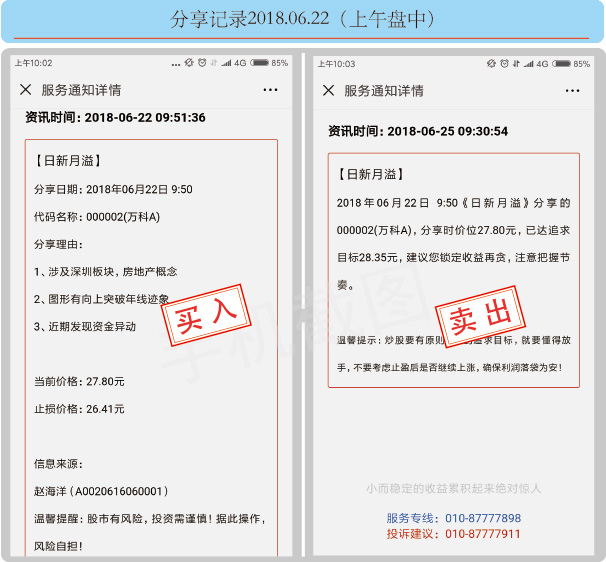 分享记录2018.06.22（上午盘中）
上午10:02
4G
85%
服务通知详情
资讯时间：2018-06-22 09:51:36
【日新月溢】
分享日期：2018年06月22日 9:50
代码名称：000002(万科A)
分享理由：
1、涉及深圳板块，房地产概念
2、图形有向上突破年线迹象
3、近期发现资金异动
买入
当前价格：27.80元
止损价格：26.41元
信息来源：
赵海洋（A0020616060001）
温馨提醒：股市有风险，投资需谨慎！据此操作，
风险自担！
上午10:03
4G
85%
服务通知详情
资讯时间：2018-06-25 09:30:54
【日新月溢】
2018年06月22日 9:50《日新月溢》分享的
000002(万科A)，分享时价位27.80元，已达追求
目标28.35元，建议您锁定收益再贪，注意把握节
奏。
卖出
温馨提示：炒股要有原则
追求目标，就要懂得放
手，不要考虑止盈后是否继续上涨，确保利润落袋为安！
手机截图
小而稳定的收益累积起来绝对惊人
服务专线：010-87777898
投诉建议：010-87777911